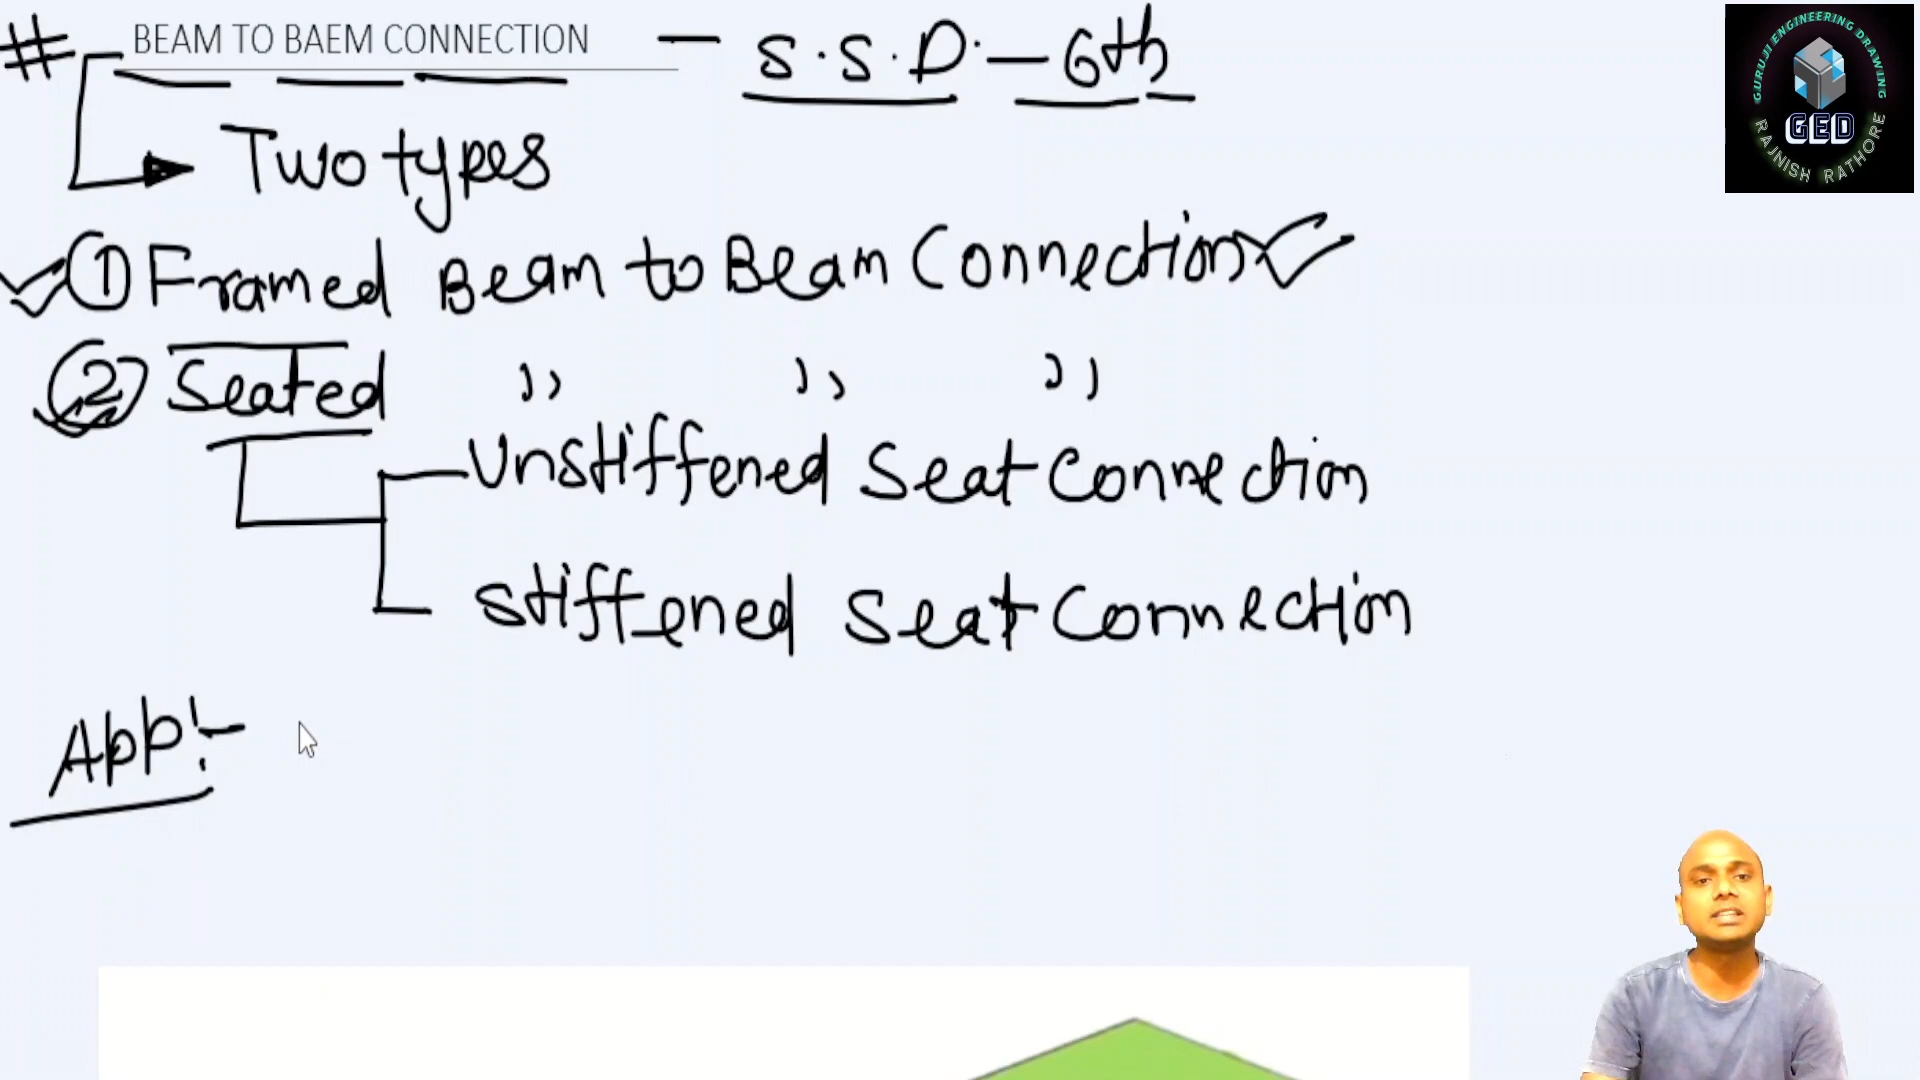 # BEAM TO BAEM CONNECTION - S.S.D. - 6th
Two types
① Framed Beam to Beam Connection
② Seated " " "
Unstiffened Seat Connection
Stiffened Seat Connection
App:-
GURUJI ENGINEERING DRAWING
GED
RAJNISH RATHORE